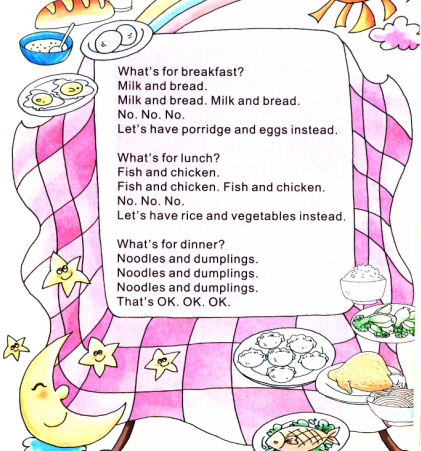 What's for breakfast?
Milk and bread.
Milk and bread. Milk and bread.
No. No. No.
Let's have porridge and eggs instead.
What's for lunch?
Fish and chicken.
Fish and chicken. Fish and chicken.
No. No. No.
Let's have rice and vegetables instead.
What's for dinner?
Noodles and dumplings.
Noodles and dumplings.
Noodles and dumplings.
That's OK. OK. OK.